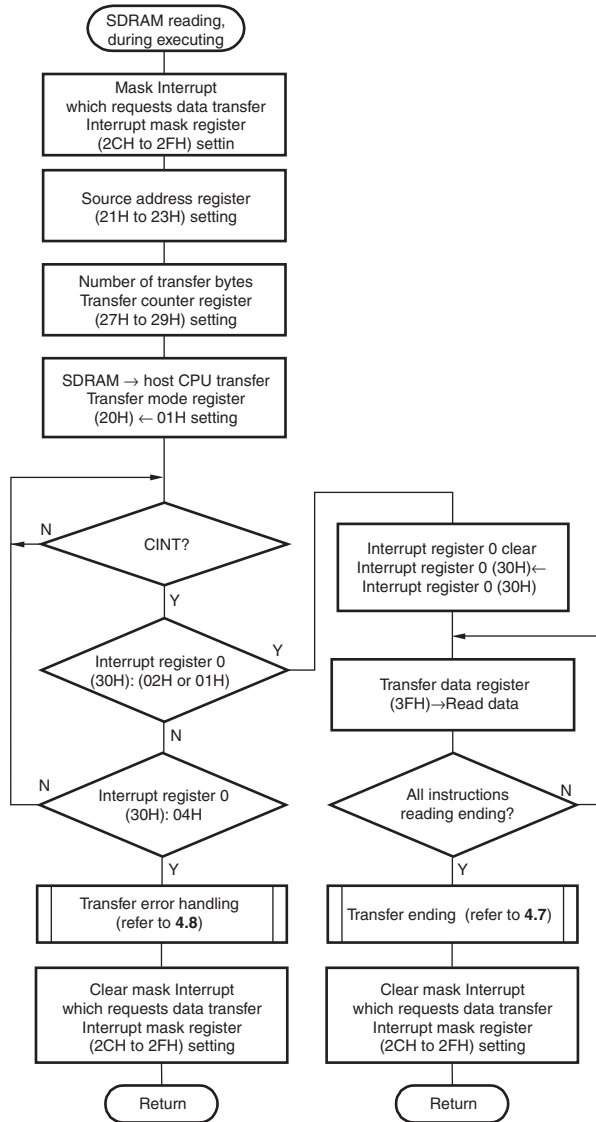 SDRAM reading,
during executing
Mask Interrupt
which requests data transfer
Interrupt mask register
(2CH to 2FH) settin
Source address register
(21H to 23H) setting
Number of transfer bytes
Transfer counter register
(27H to 29H) setting
SDRAM → host CPU transfer
Transfer mode register
(20H) ← 01H setting
N
CINT?
Y
Interrupt register 0
(30H): (02H or 01H)
Y
N
N
Interrupt register 0
(30H): 04H
Y
Transfer error handling
(refer to 4.8)
Clear mask Interrupt
which requests data transfer
Interrupt mask register
(2CH to 2FH) setting
Return
Interrupt register 0 clear
Interrupt register 0 (30H)←
Interrupt register 0 (30H)
Transfer data register
(3FH)→Read data
All instructions
reading ending?
N
Y
Transfer ending (refer to 4.7)
Clear mask Interrupt
which requests data transfer
Interrupt mask register
(2CH to 2FH) setting
Return